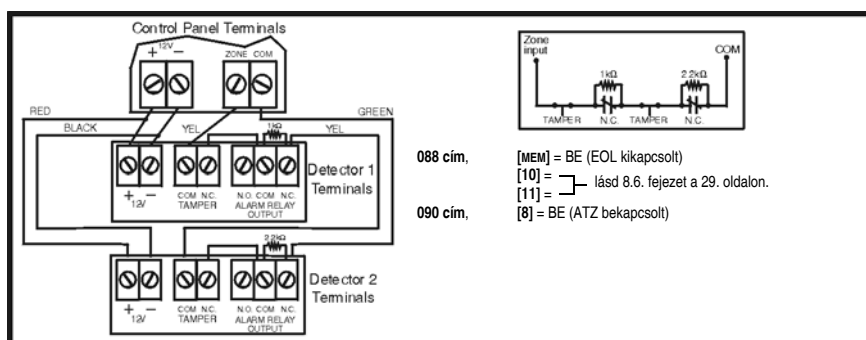 Control Panel Terminals
+ 12V −
ZONE COM
RED
GREEN
BLACK
YEL
1kΩ
YEL
Detector 1
Terminals
+ 12V −
COM N.C.
TAMPER
N.O. COM N.C.
ALARM RELAY
OUTPUT
2.2kΩ
Detector 2
Terminals
+ 12V −
COM N.C.
TAMPER
N.O. COM N.C.
ALARM RELAY
OUTPUT
Zone
input
COM
1kΩ
2.2kΩ
TAMPER N.C. TAMPER N.C.
088 cím, [MEM] = BE (EOL kikapcsolt)
[10] =
lásd 8.6. fejezet a 29. oldalon.
[11] =
090 cím, [8] = BE (ATZ bekapcsolt)